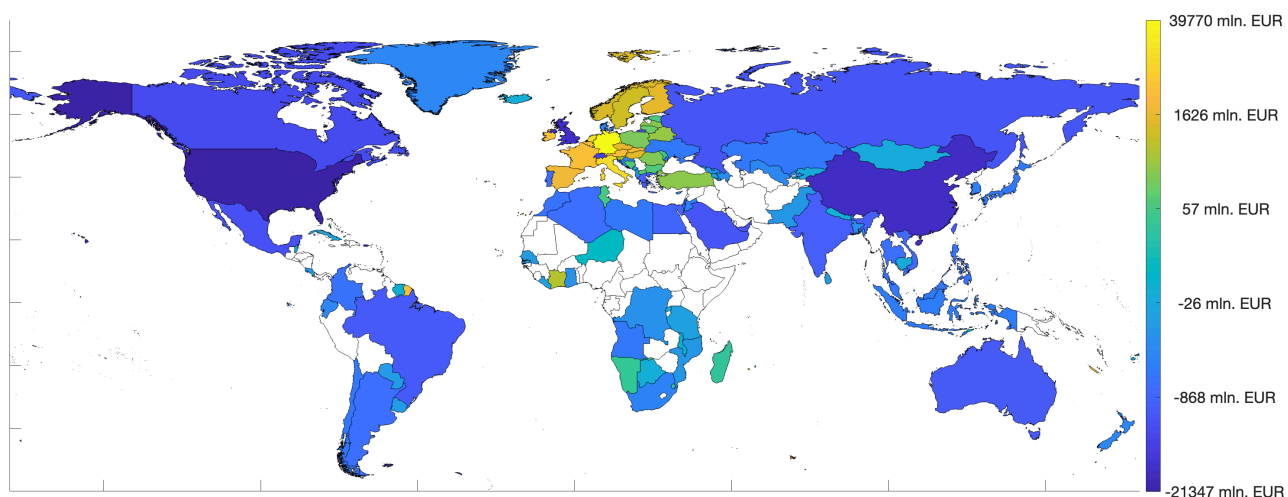 39770 mln. EUR
1626 mln. EUR
57 mln. EUR
-26 mln. EUR
-868 mln. EUR
-21347 mln. EUR